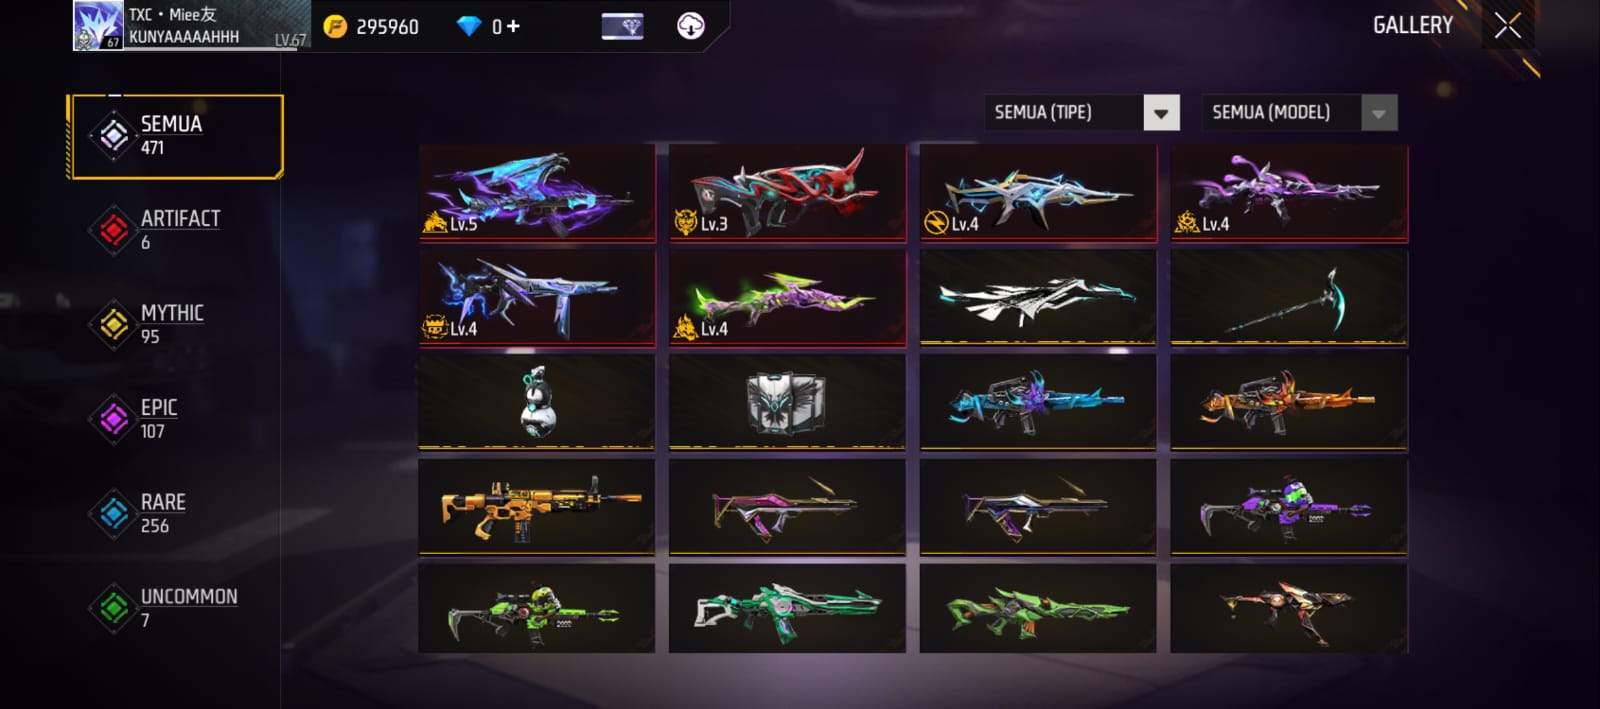 TXC · Miee友
KUNYAAAAAHHH
LV.67
67
295960
0 +
GALLERY
SEMUA
471
ARTIFACT
6
MYTHIC
95
EPIC
107
RARE
256
UNCOMMON
7
SEMUA (TIPE)
SEMUA (MODEL)
Lv.5
Lv.3
Lv.4
Lv.4
Lv.4
Lv.4